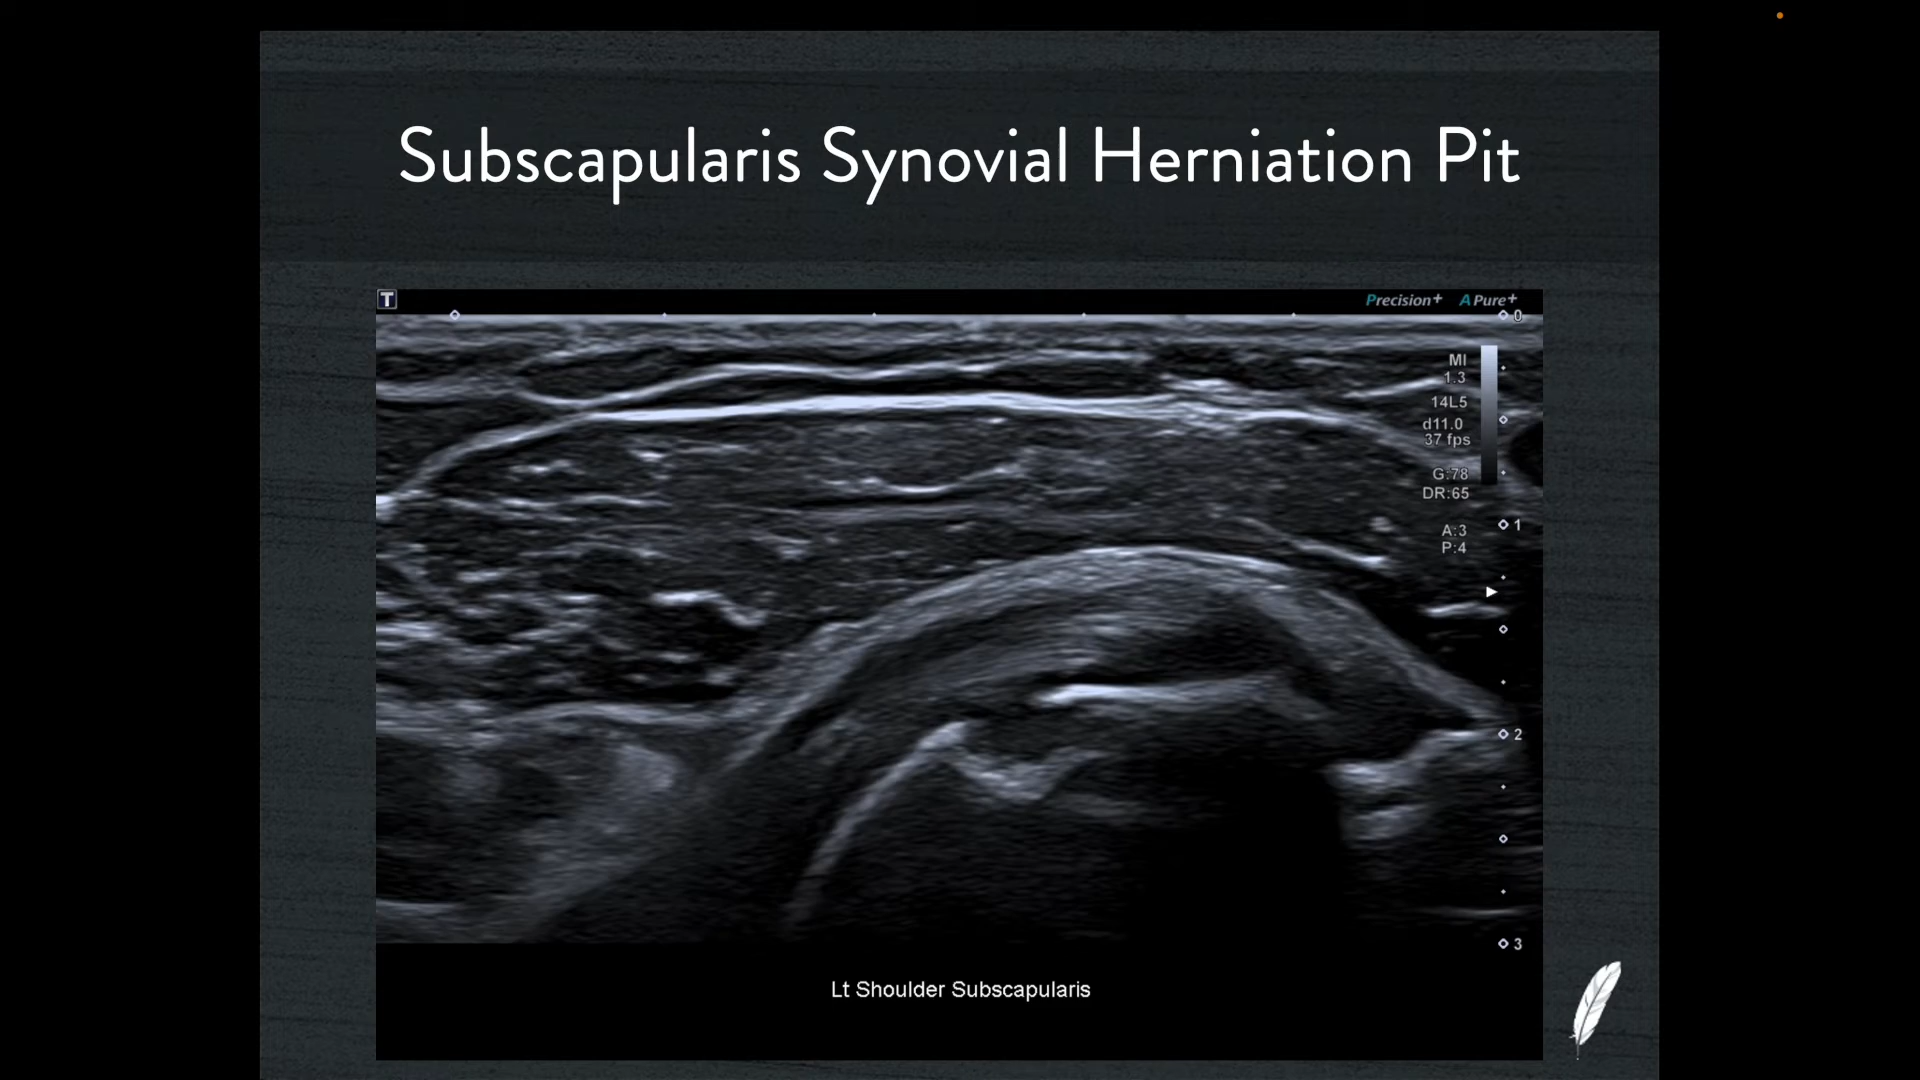 Subscapularis Synovial Herniation Pit
T
Precision+ APure+
0
MI
1.3
14L5
d11.0
37 fps
G:78
DR:65
1
A:3
P:4
2
3
Lt Shoulder Subscapularis